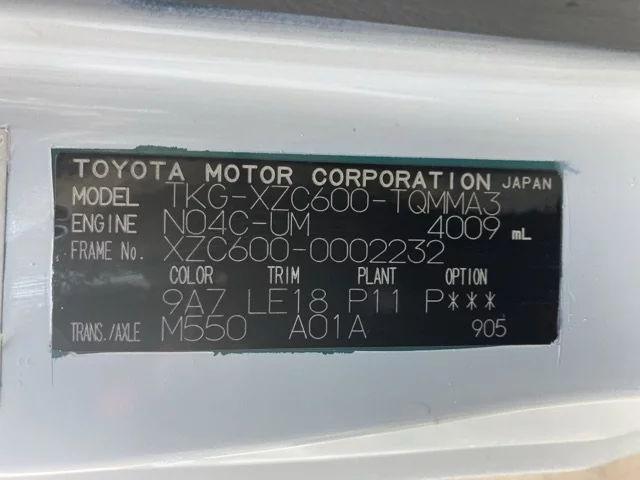 TOYOTA MOTOR CORPORATION JAPAN
MODEL TKG-XZC600-TQMMA3
ENGINE N04C-UM 4009 mL
FRAME No. XZC600-0002232
COLOR TRIM PLANT OPTION
9A7 LE18 P11 P***
TRANS./AXLE M550 A01A 905